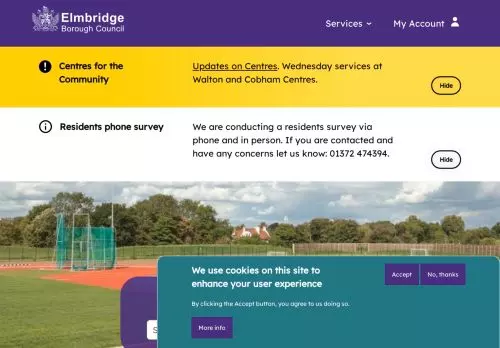 Elmbridge
Borough Council
Services
My Account
Centres for the
Community
Updates on Centres. Wednesday services at
Walton and Cobham Centres.
Hide
Residents phone survey
We are conducting a residents survey via
phone and in person. If you are contacted and
have any concerns let us know: 01372 474394.
Hide
We use cookies on this site to
enhance your user experience
By clicking the Accept button, you agree to us doing so.
Accept
No, thanks
More info